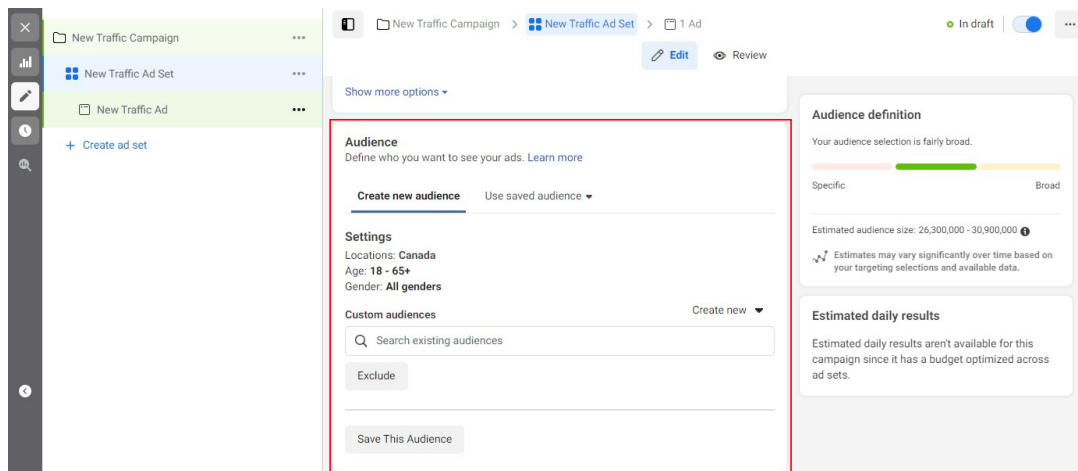 New Traffic Campaign
New Traffic Ad Set
New Traffic Ad
+ Create ad set
New Traffic Campaign > New Traffic Ad Set > 1 Ad
In draft
Edit
Review
Show more options
Audience
Define who you want to see your ads. Learn more
Create new audience
Use saved audience
Settings
Locations: Canada
Age: 18 - 65+
Gender: All genders
Custom audiences
Create new
Search existing audiences
Exclude
Save This Audience
Audience definition
Your audience selection is fairly broad.
Specific
Broad
Estimated audience size: 26,300,000 - 30,900,000
Estimates may vary significantly over time based on
your targeting selections and available data.
Estimated daily results
Estimated daily results aren't available for this
campaign since it has a budget optimized across
ad sets.